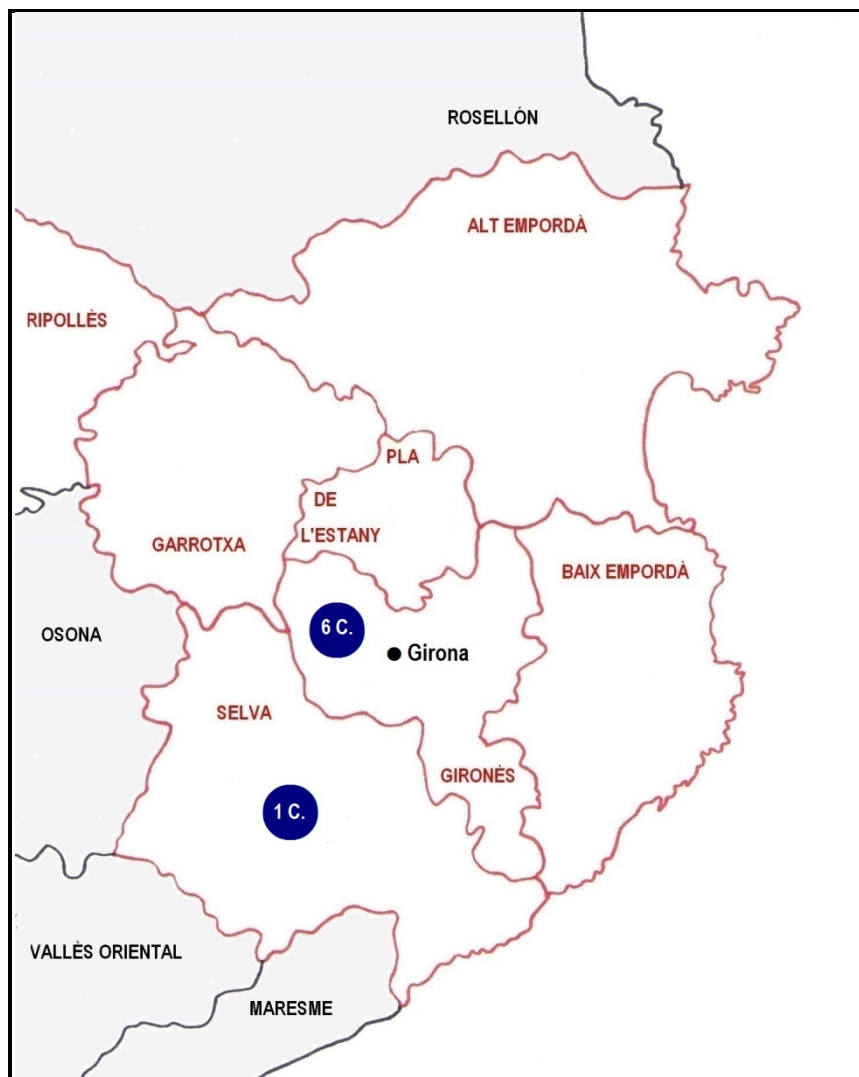 ROSELLÓN
ALT EMPORDÀ
RIPOLLÈS
PLA
DE
L'ESTANY
GARROTXA
BAIX EMPORDÀ
OSONA
6 C.
Girona
SELVA
GIRONÈS
1 C.
VALLÈS ORIENTAL
MARESME